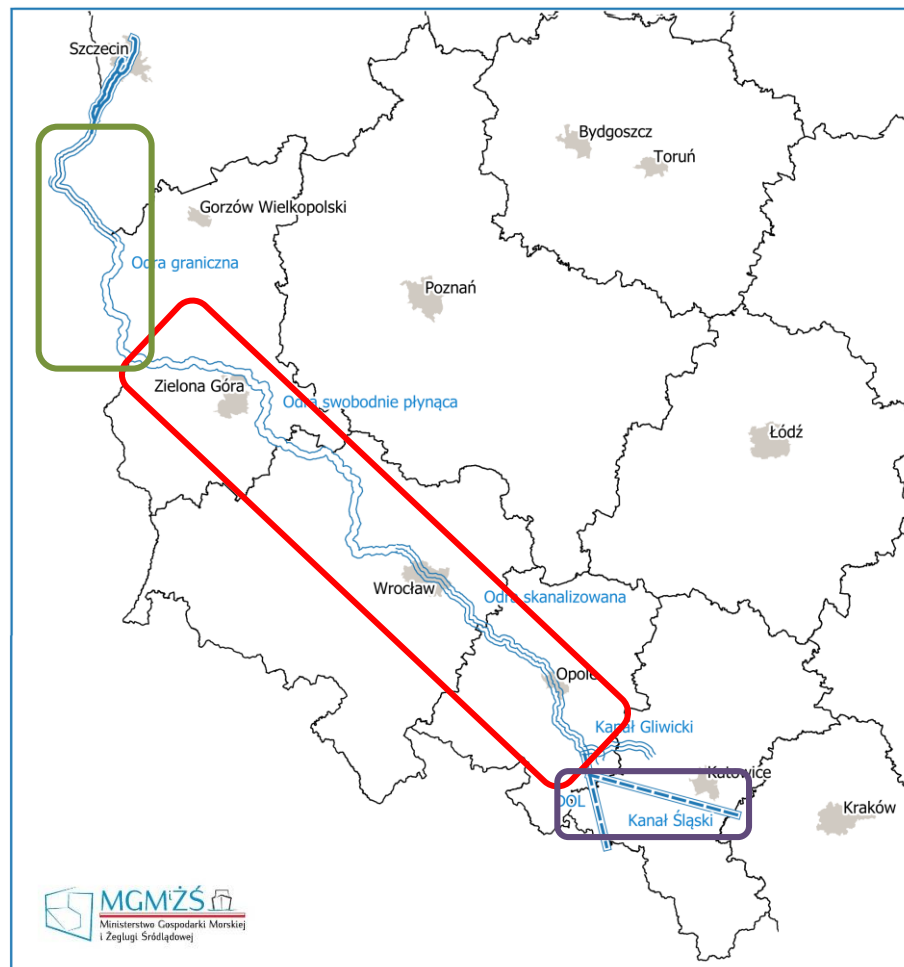 Szczecin
Bydgoszcz
Toruń
Gorzów Wielkopolski
Odra graniczna
Poznań
Zielona Góra
Odra swobodnie płynąca
Łódź
Wrocław
Odra skanalizowana
Opole
Kanał Gliwicki
Katowice
DOL
Kanał Śląski
Kraków
MGMiŻŚ
Ministerstwo Gospodarki Morskiej
i Żeglugi Śródlądowej